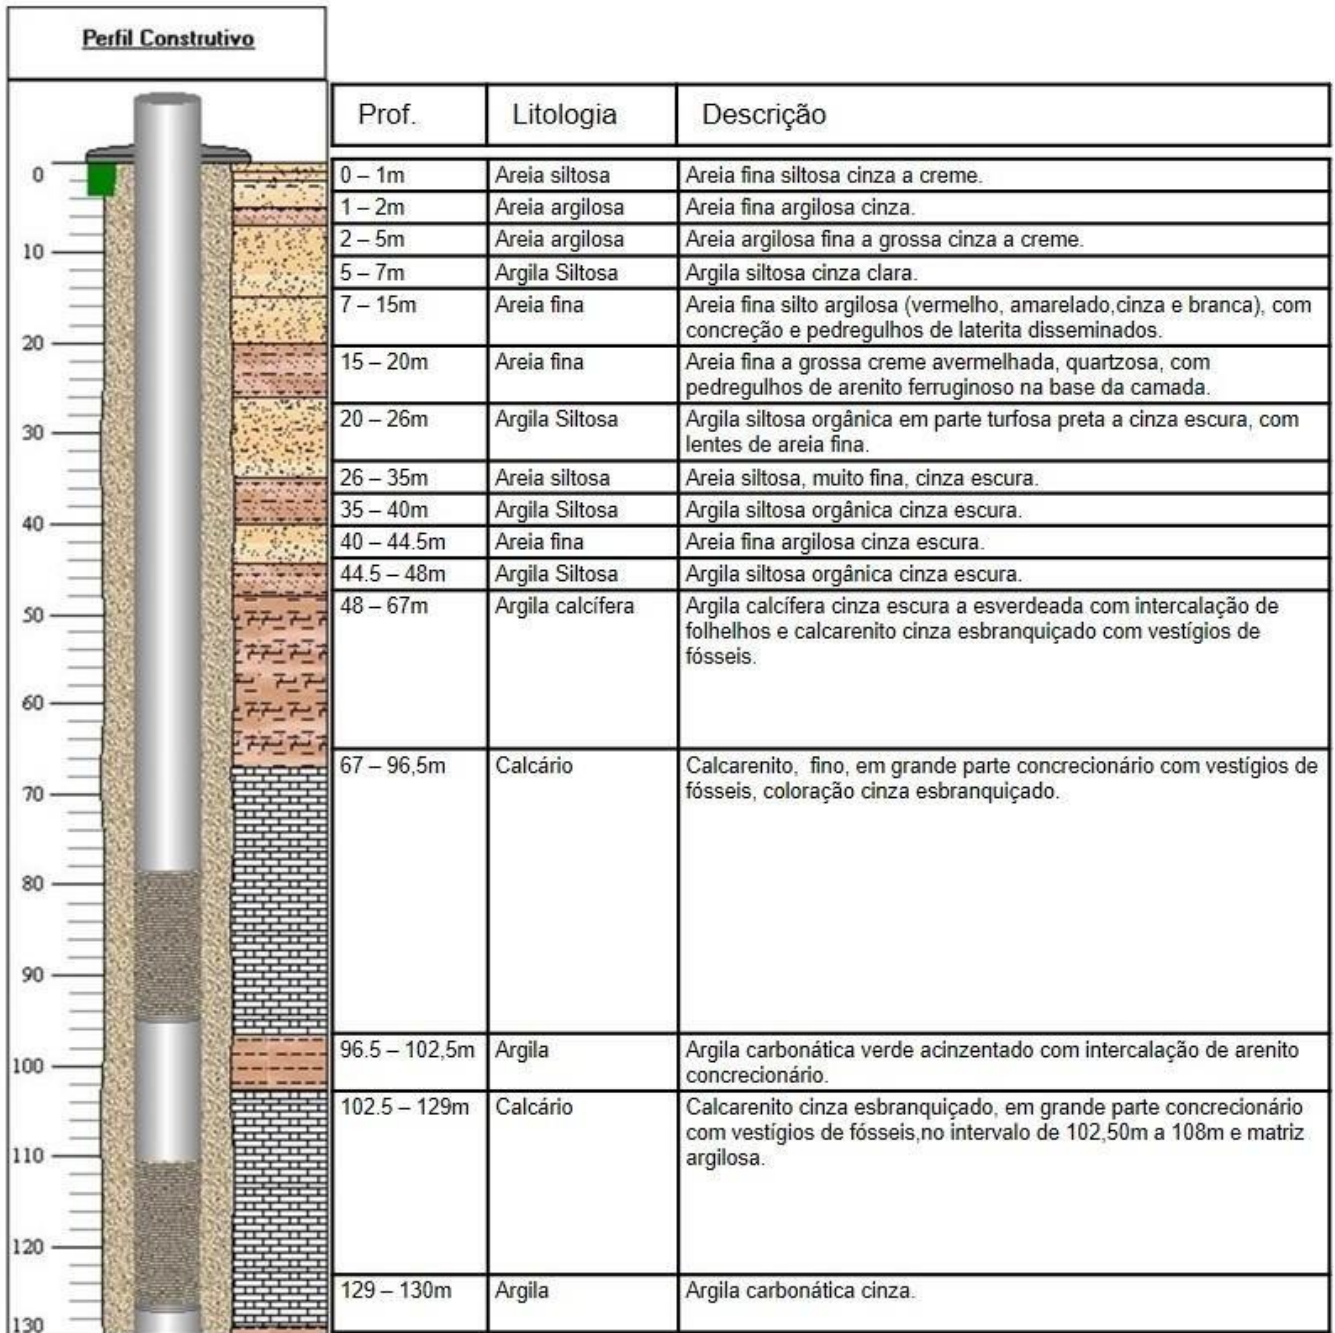 Perfil Construtivo
Prof. Litologia Descrição
0 – 1m Areia siltosa Areia fina siltosa cinza a creme.
1 – 2m Areia argilosa Areia fina argilosa cinza.
2 – 5m Areia argilosa Areia argilosa fina a grossa cinza a creme.
5 – 7m Argila Siltosa Argila siltosa cinza clara.
7 – 15m Areia fina Areia fina silto argilosa (vermelho, amarelado,cinza e branca), com
concreção e pedregulhos de laterita disseminados.
15 – 20m Areia fina Areia fina a grossa creme avermelhada, quartzosa, com
pedregulhos de arenito ferruginoso na base da camada.
20 – 26m Argila Siltosa Argila siltosa orgânica em parte turfosa preta a cinza escura, com
lentes de areia fina.
26 – 35m Areia siltosa Areia siltosa, muito fina, cinza escura.
35 – 40m Argila Siltosa Argila siltosa orgânica cinza escura.
40 – 44.5m Areia fina Areia fina argilosa cinza escura.
44.5 – 48m Argila Siltosa Argila siltosa orgânica cinza escura.
48 – 67m Argila calcífera Argila calcífera cinza escura a esverdeada com intercalação de
folhelhos e calcarenito cinza esbranquiçado com vestígios de
fósseis.
67 – 96,5m Calcário Calcarenito, fino, em grande parte concrecionário com vestígios de
fósseis, coloração cinza esbranquiçado.
96.5 – 102,5m Argila Argila carbonática verde acinzentado com intercalação de arenito
concrecionário.
102.5 – 129m Calcário Calcarenito cinza esbranquiçado, em grande parte concrecionário
com vestígios de fósseis,no intervalo de 102,50m a 108m e matriz
argilosa.
129 – 130m Argila Argila carbonática cinza.
0
10
20
30
40
50
60
70
80
90
100
110
120
130